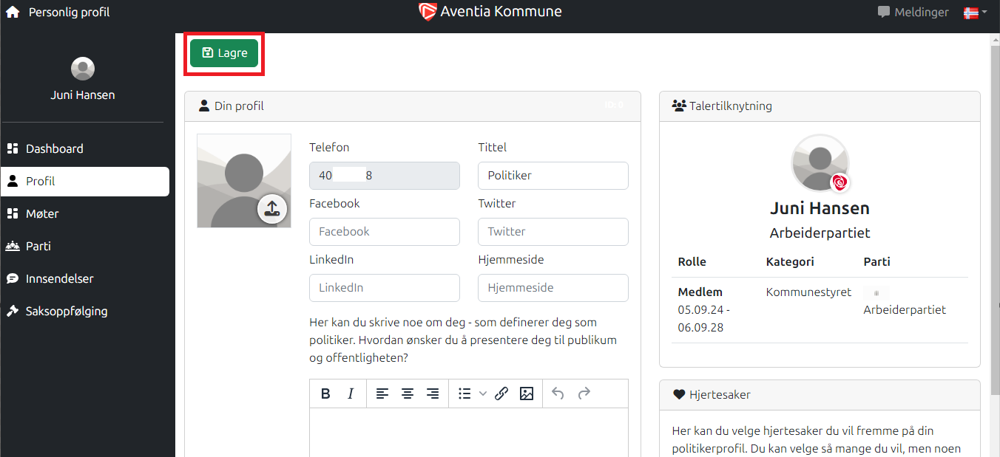 Personlig profil
Aventia Kommune
Meldinger
Juni Hansen
Dashboard
Profil
Møter
Parti
Innsendelser
Saksoppfølging
Lagre
Din profil
Telefon
Tittel
40 8
Politiker
Facebook
Twitter
Facebook
Twitter
LinkedIn
Hjemmeside
LinkedIn
Hjemmeside
Her kan du skrive noe om deg - som definerer deg som
politiker. Hvordan ønsker du å presentere deg til publikum
og offentligheten?
B I
Talertilknytning
Juni Hansen
Arbeiderpartiet
Rolle Kategori Parti
Medlem Kommunestyret
05.09.24 - Arbeiderpartiet
06.09.28
Hjertesaker
Her kan du velge hjertesaker du vil fremme på din
politikerprofil. Du kan velge så mange du vil, men noen